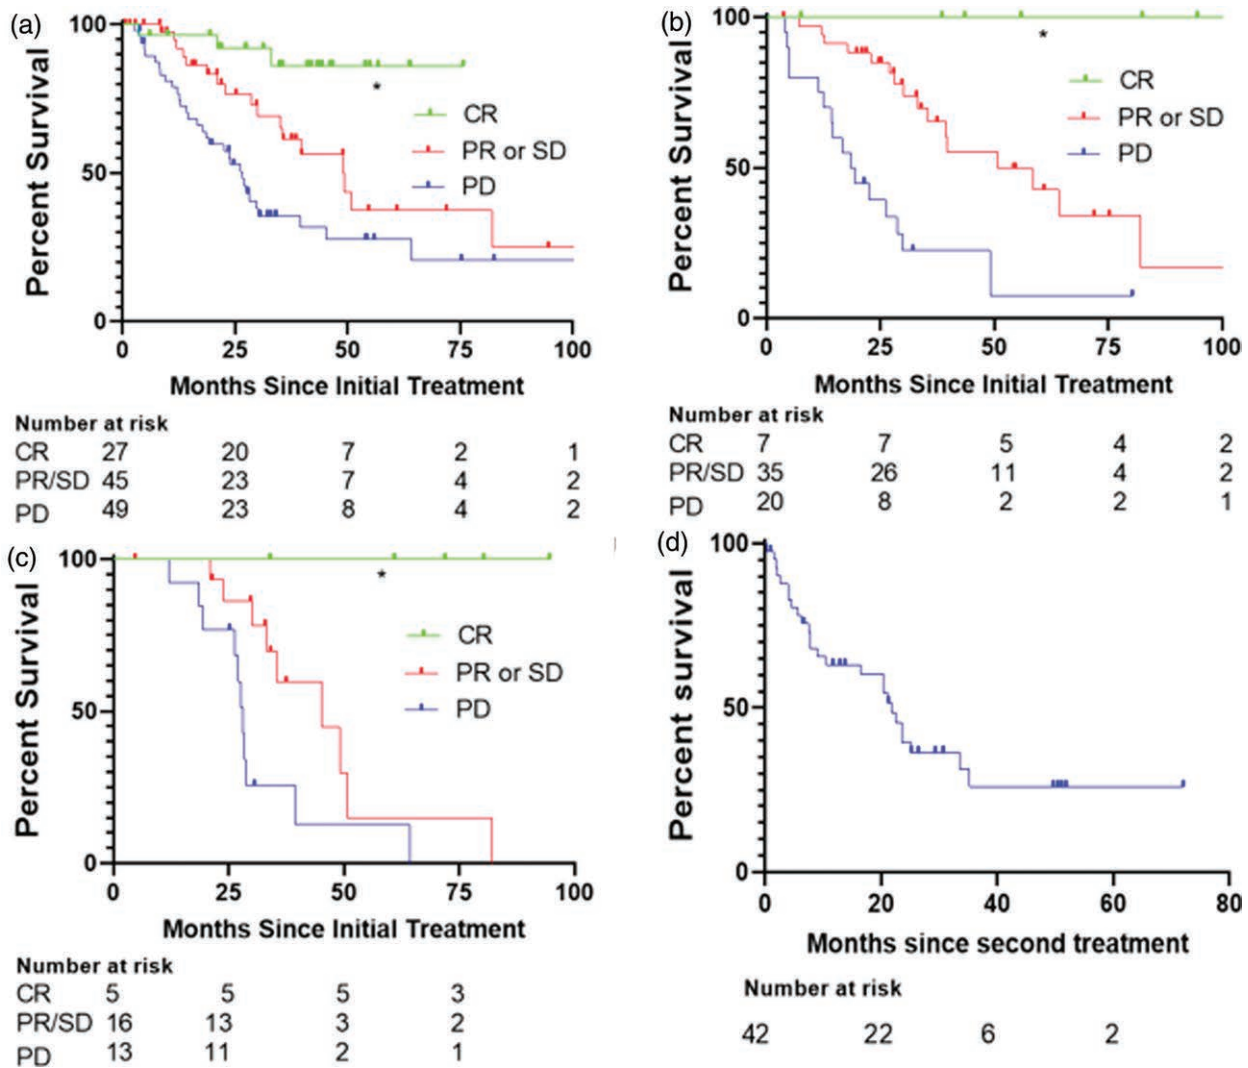 (a)
100
50
0
Percent Survival
*
CR
PR or SD
PD
0 25 50 75 100
Months Since Initial Treatment
Number at risk
CR 27 20 7 2 1
PR/SD 45 23 7 4 2
PD 49 23 8 4 2
(b)
100
50
0
Percent Survival
*
CR
PR or SD
PD
0 25 50 75 100
Months Since Initial Treatment
Number at risk
CR 7 7 5 4 2
PR/SD 35 26 11 4 2
PD 20 8 2 2 1
(c)
100
50
0
Percent Survival
*
CR
PR or SD
PD
0 25 50 75 100
Months Since Initial Treatment
Number at risk
CR 5 5 5 3
PR/SD 16 13 3 2
PD 13 11 2 1
(d)
100
50
0
Percent survival
0 20 40 60 80
Months since second treatment
Number at risk
42 22 6 2